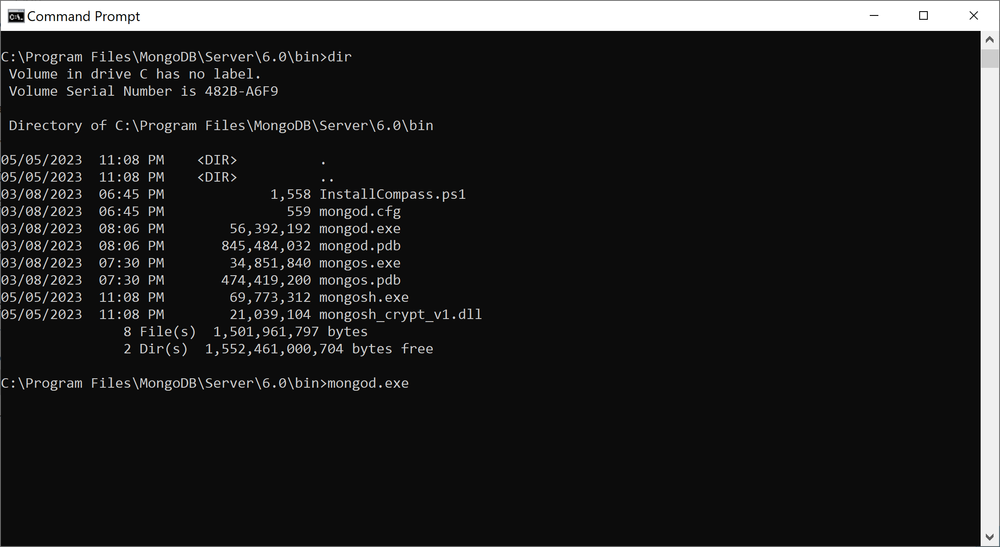 Command Prompt
C:\Program Files\MongoDB\Server\6.0\bin>dir
 Volume in drive C has no label.
 Volume Serial Number is 482B-A6F9
 Directory of C:\Program Files\MongoDB\Server\6.0\bin
05/05/2023  11:08 PM    <DIR>          .
05/05/2023  11:08 PM    <DIR>          ..
03/08/2023  06:45 PM             1,558 InstallCompass.ps1
03/08/2023  06:45 PM               559 mongod.cfg
03/08/2023  08:06 PM        56,392,192 mongod.exe
03/08/2023  08:06 PM       845,484,032 mongod.pdb
03/08/2023  07:30 PM        34,851,840 mongos.exe
03/08/2023  07:30 PM       474,419,200 mongos.pdb
05/05/2023  11:08 PM        69,773,312 mongosh.exe
05/05/2023  11:08 PM        21,039,104 mongosh_crypt_v1.dll
               8 File(s)  1,501,961,797 bytes
               2 Dir(s)  1,552,461,000,704 bytes free
C:\Program Files\MongoDB\Server\6.0\bin>mongod.exe